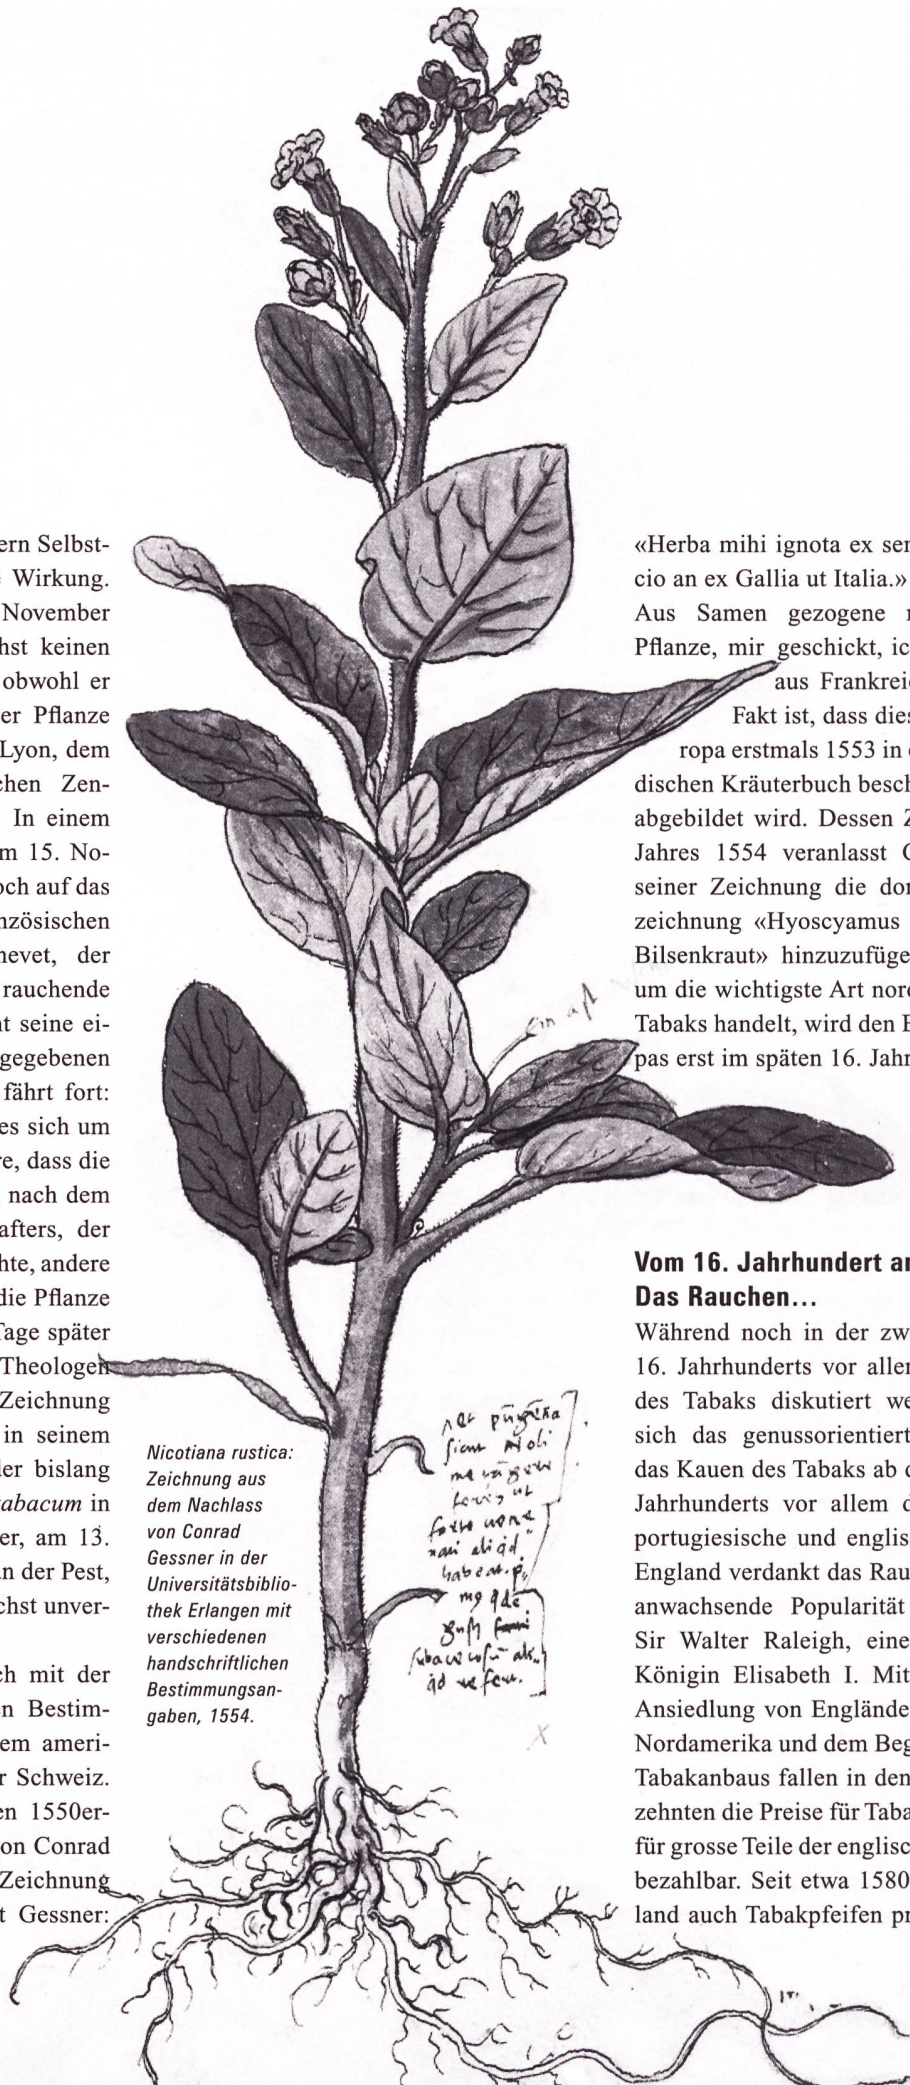 ern Selbst-
Wirkung.
November
hst keinen
obwohl er
er Pflanze
Lyon, dem
chen Zen-
In einem
m 15. No-
och auf das
nzösischen
hevet, der
rauchende
nt seine ei-
gegebenen
fährt fort:
es sich um
re, dass die
nach dem
afters, der
hte, andere
die Pflanze
Tage später
Theologen
Zeichnung
in seinem
der bislang
tabacum in
er, am 13.
an der Pest,
chst unver-
ch mit der
en Bestim-
em ameri-
r Schweiz.
en 1550er-
on Conrad
Zeichnung
t Gessner:
Nicotiana rustica:
Zeichnung aus
dem Nachlass
von Conrad
Gessner in der
Universitätsbiblio-
thek Erlangen mit
verschiedenen
handschriftlichen
Bestimmungsan-
gaben, 1554.
«Herba mihi ignota ex sem
cio an ex Gallia ut Italia.»
Aus Samen gezogene
Pflanze, mir geschickt, ic
aus Frankreic
Fakt ist, dass dies
ropa erstmals 1553 in
dischen Kräuterbuch besch
abgebildet wird. Dessen Z
Jahres 1554 veranlasst G
seiner Zeichnung die dor
zeichnung «Hyoscyamus
Bilsenkraut» hinzuzufüge
um die wichtigste Art nord
Tabaks handelt, wird den E
pas erst im späten 16. Jahr
Vom 16. Jahrhundert an
Das Rauchen...
Während noch in der zw
16. Jahrhunderts vor aller
des Tabaks diskutiert we
sich das genussorientiert
das Kauen des Tabaks ab
Jahrhunderts vor allem d
portugiesische und englis
England verdankt das Rau
anwachsende Popularität
Sir Walter Raleigh, eine
Königin Elisabeth I. Mit
Ansiedlung von Englände
Nordamerika und dem Beg
Tabakanbaus fallen in den
zehnten die Preise für Taba
für grosse Teile der englisc
bezahlbar. Seit etwa 1580
land auch Tabakpfeifen pr